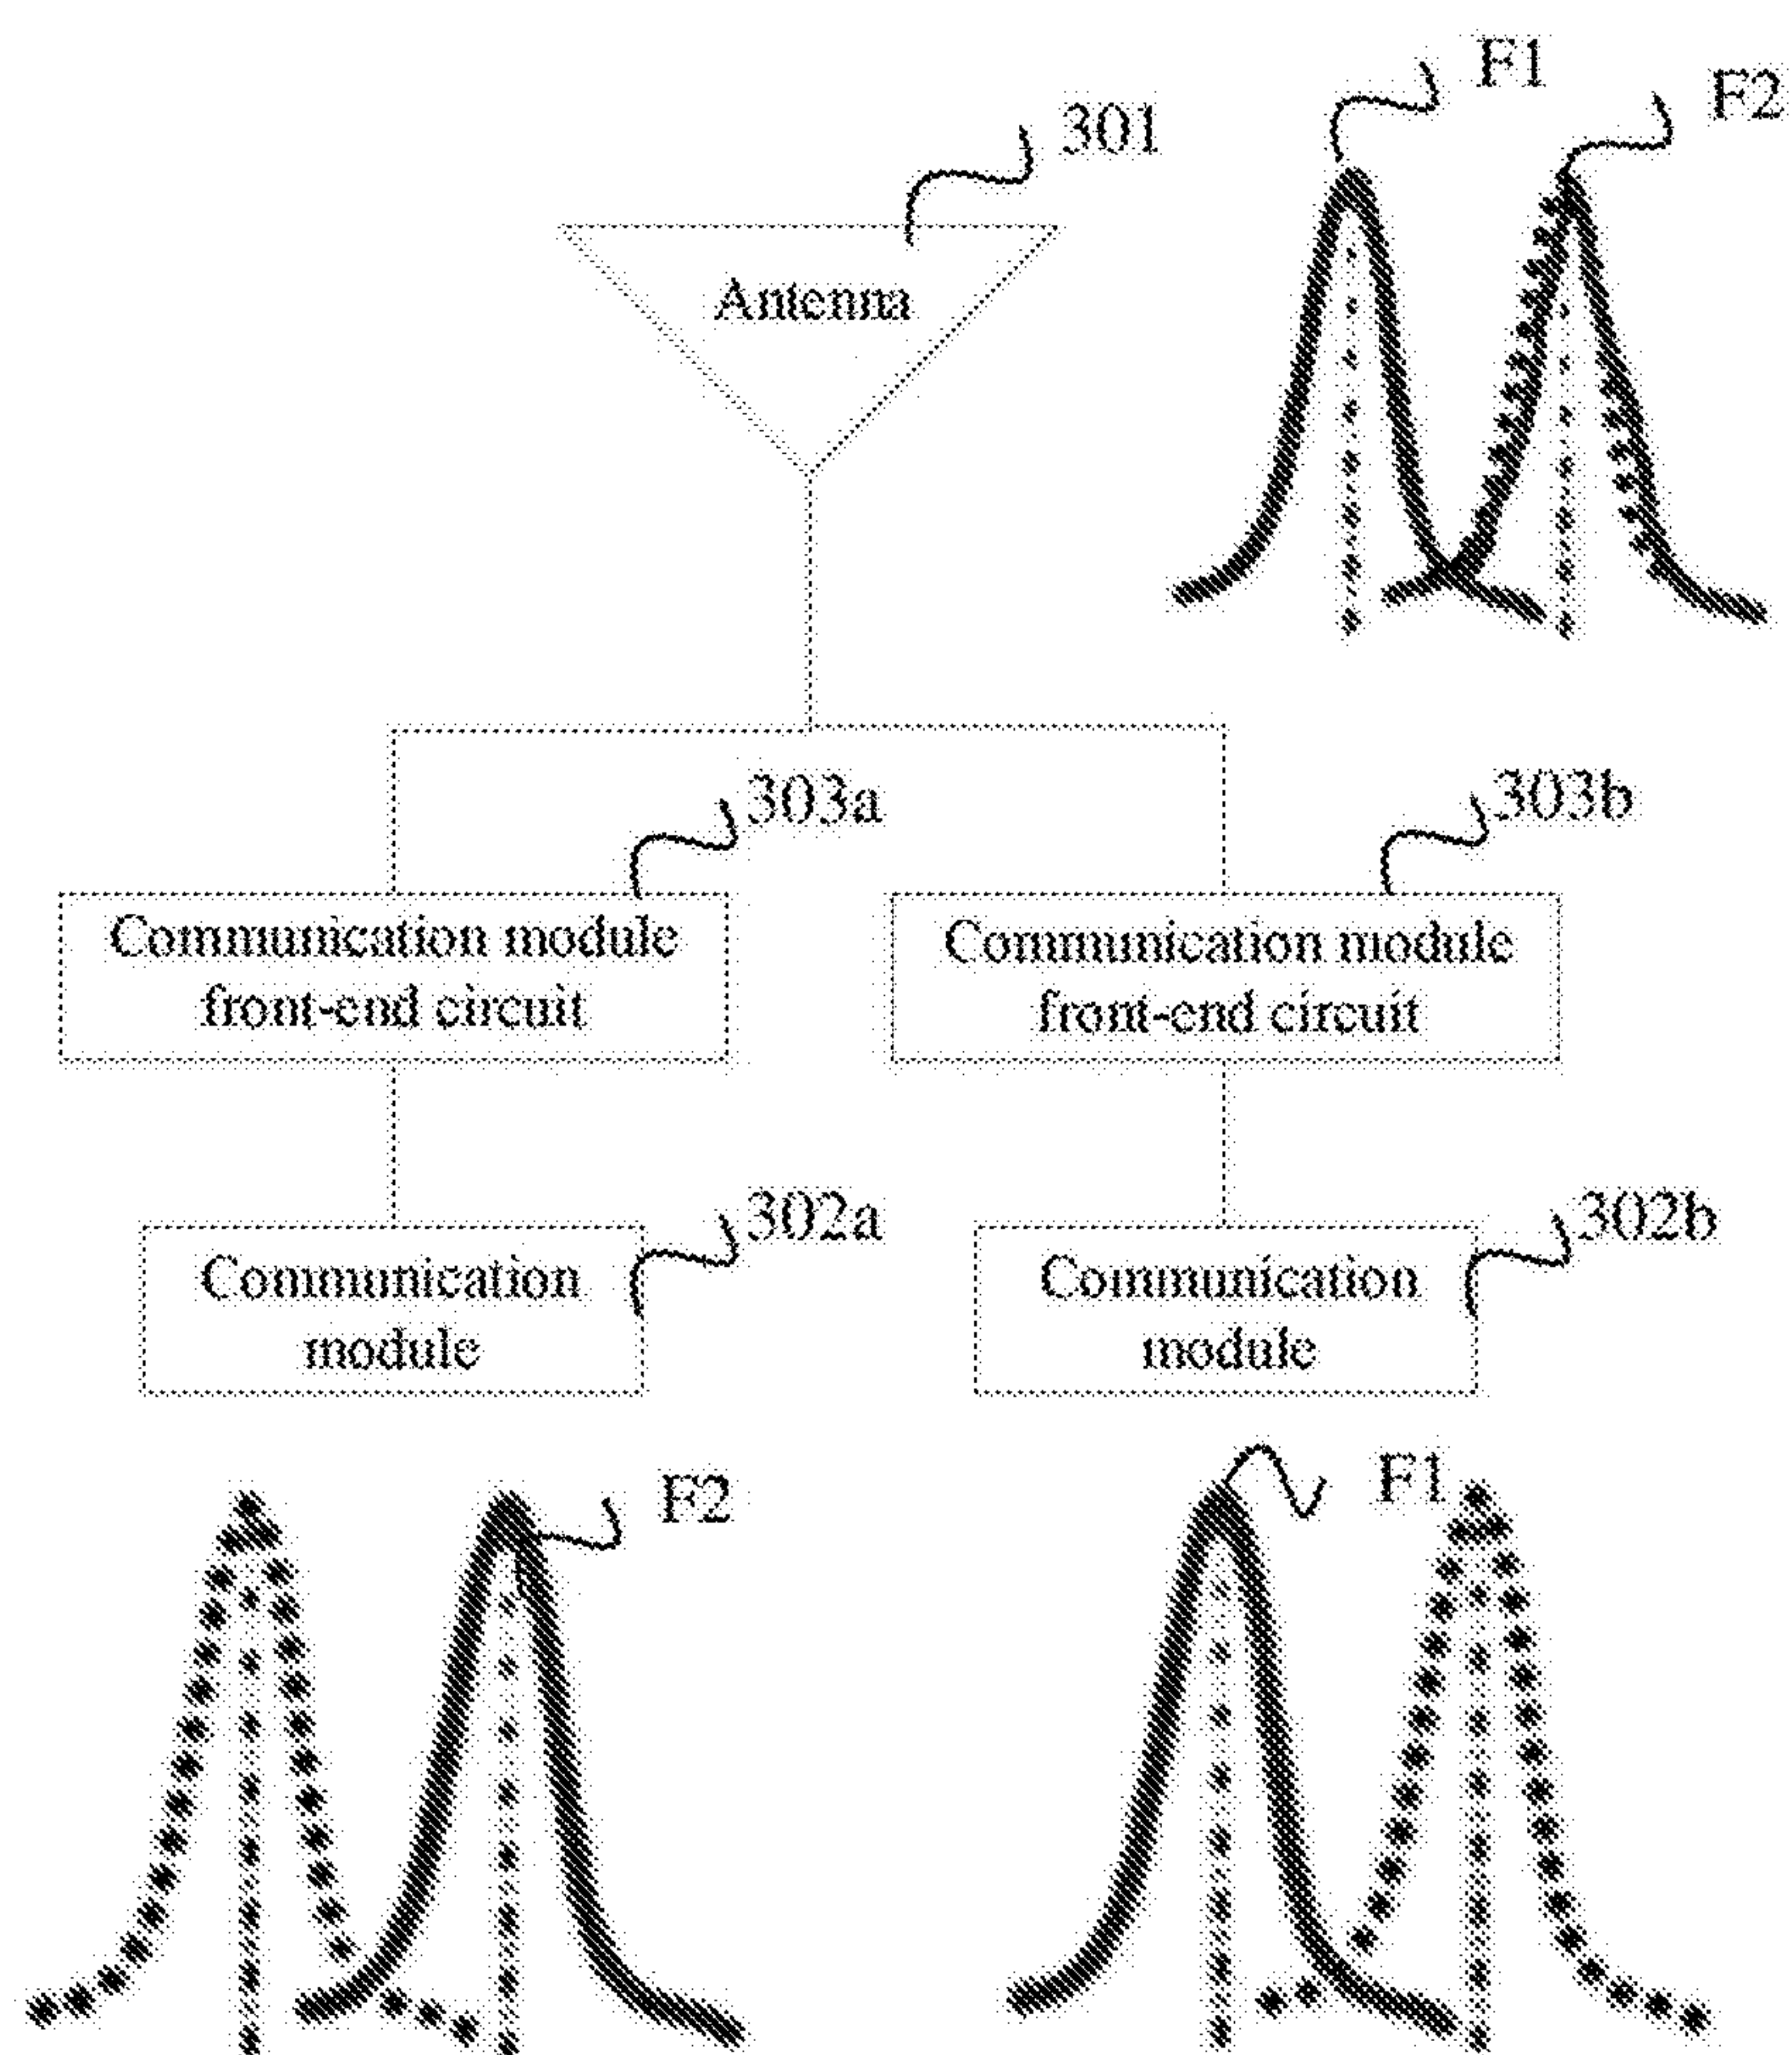 F1
F2
301
Antenna
303a
303b
Communication module
front-end circuit
Communication module
front-end circuit
302a
302b
Communication
module
Communication
module
F2
F1